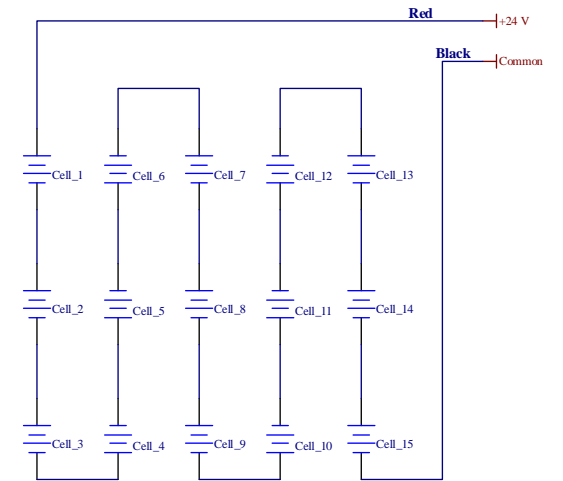 Red
+24 V
Black
Common
Cell_1
Cell_6
Cell_7
Cell_12
Cell_13
Cell_2
Cell_5
Cell_8
Cell_11
Cell_14
Cell_3
Cell_4
Cell_9
Cell_10
Cell_15